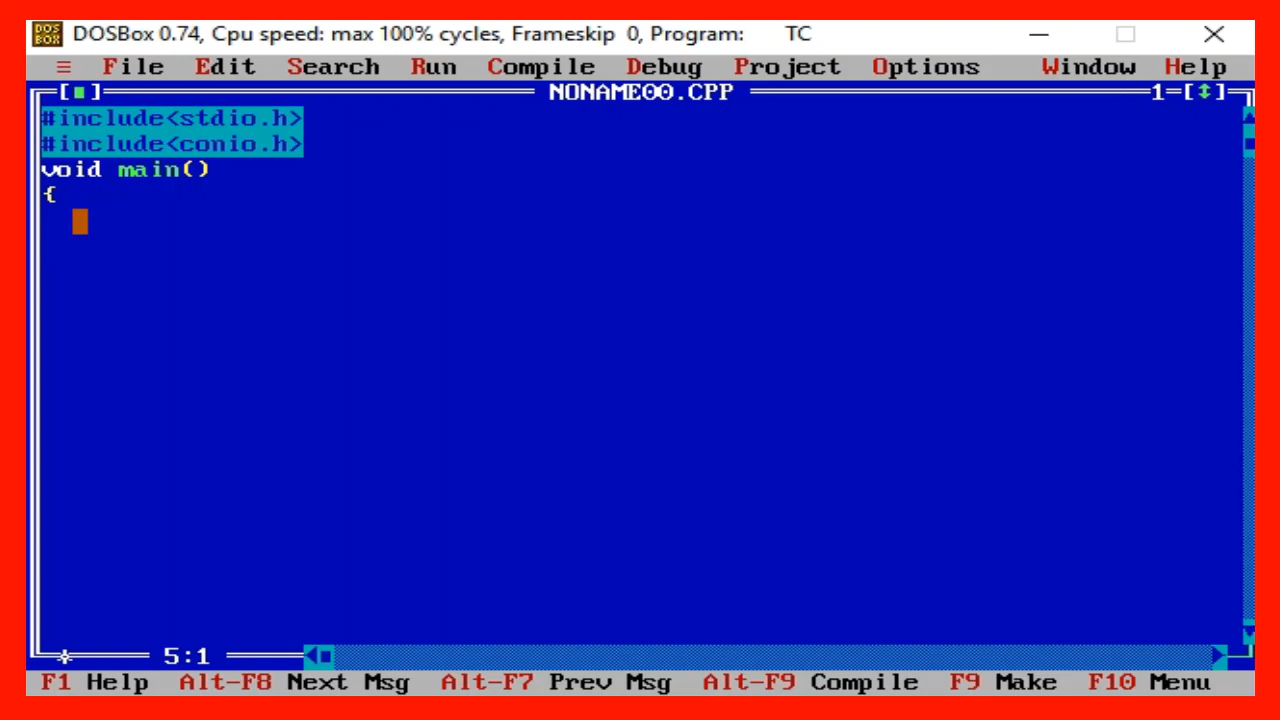 DOSBox 0.74, Cpu speed: max 100% cycles, Frameskip 0, Program: TC
≡ File Edit Search Run Compile Debug Project Options Window Help
[■] NONAME00.CPP 1=[↕]
#include<stdio.h>
#include<conio.h>
void main()
{
5:1
F1 Help Alt-F8 Next Msg Alt-F7 Prev Msg Alt-F9 Compile F9 Make F10 Menu